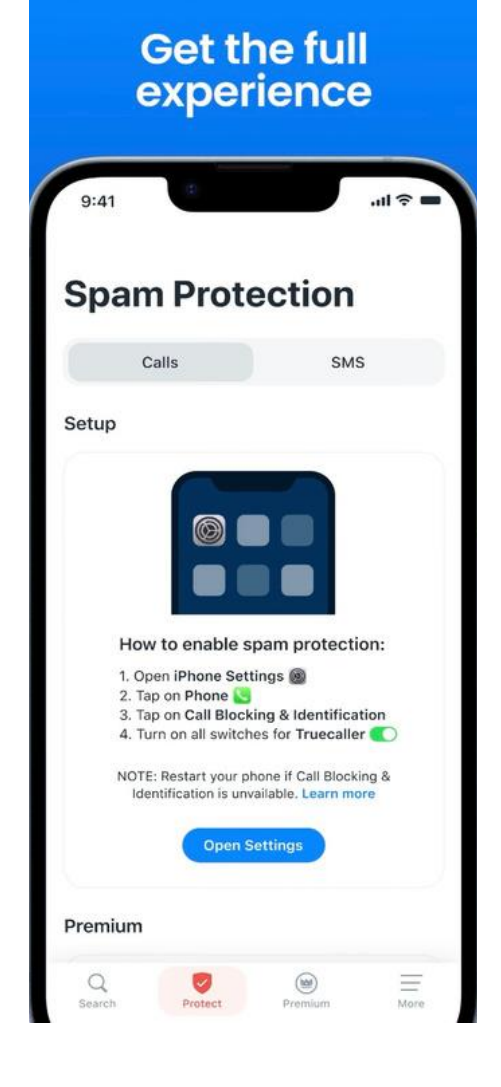 Get the full
experience
9:41
Spam Protection
Calls
SMS
Setup
How to enable spam protection:
1. Open iPhone Settings
2. Tap on Phone
3. Tap on Call Blocking & Identification
4. Turn on all switches for Truecaller
NOTE: Restart your phone if Call Blocking &
Identification is unvailable. Learn more
Open Settings
Premium
Search
Protect
Premium
More